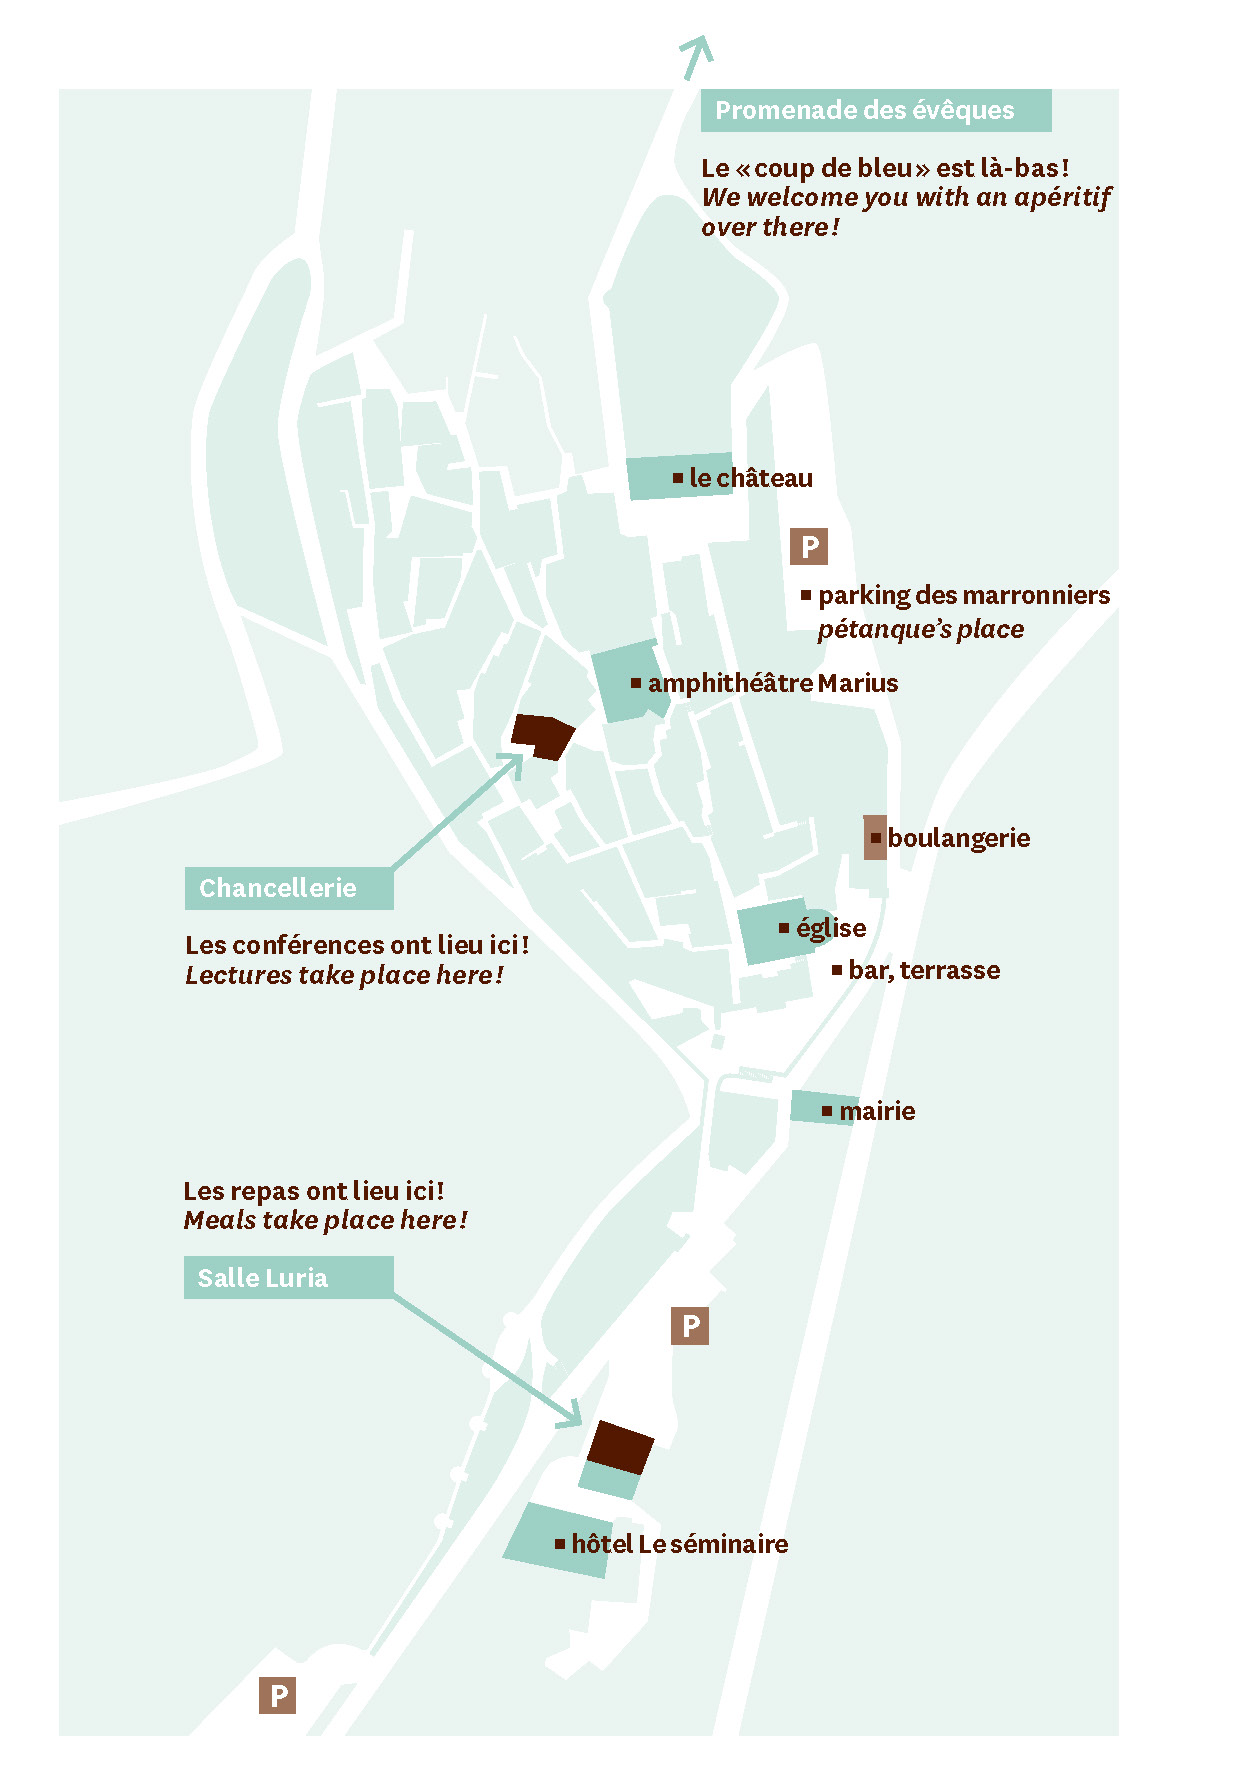 Promenade des évêques
Le «coup de bleu» est là-bas!
We welcome you with an apéritif
over there!
le château
P
parking des marronniers
pétanque's place
amphithéâtre Marius
boulangerie
Chancellerie
Les conférences ont lieu ici!
Lectures take place here!
église
bar, terrasse
mairie
Les repas ont lieu ici!
Meals take place here!
Salle Luria
P
hôtel Le séminaire
P